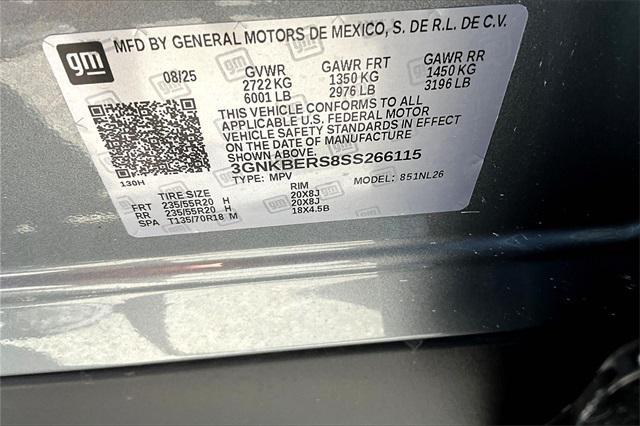 gm
MFD BY GENERAL MOTORS DE MEXICO, S. DE R.L. DE C.V.
08/25 GVWR GAWR FRT GAWR RR
2722 KG 1350 KG 1450 KG
6001 LB 2976 LB 3196 LB
THIS VEHICLE CONFORMS TO ALL
APPLICABLE U.S. FEDERAL MOTOR
VEHICLE SAFETY STANDARDS IN EFFECT
ON THE DATE OF MANUFACTURE
SHOWN ABOVE.
3GNKBERS8SS266115
130H TYPE: MPV MODEL: 851NL26
TIRE SIZE RIM
FRT 235/55R20 H 20X8J
RR 235/55R20 H 20X8J
SPA T135/70R18 M 18X4.5B